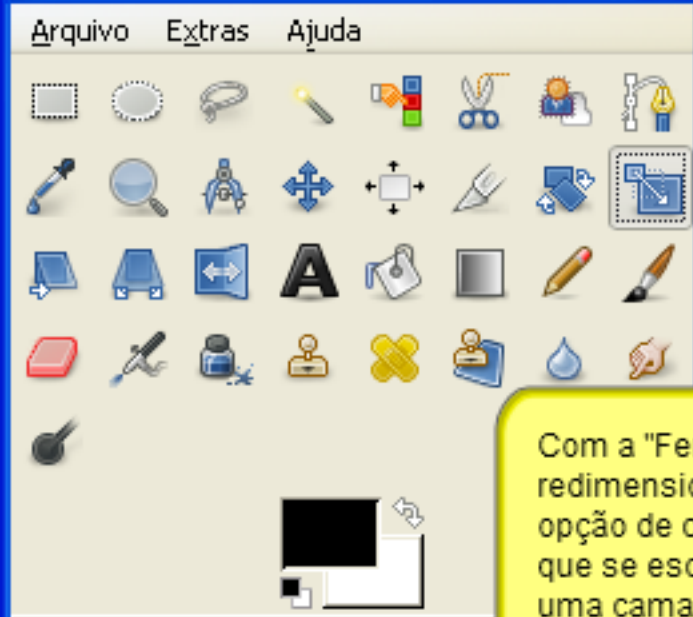 Arquivo Extras Ajuda
Com a "Fe
redimensio
opção de
que se esc
uma cama